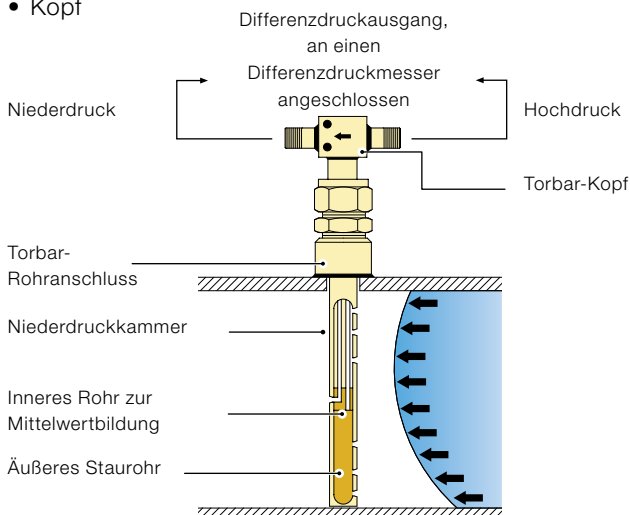 • Kopf
Differenzdruckausgang,
an einen
Differenzdruckmesser
angeschlossen
Niederdruck
Hochdruck
Torbar-Kopf
Torbar-
Rohranschluss
Niederdruckkammer
Inneres Rohr zur
Mittelwertbildung
Äußeres Staurohr